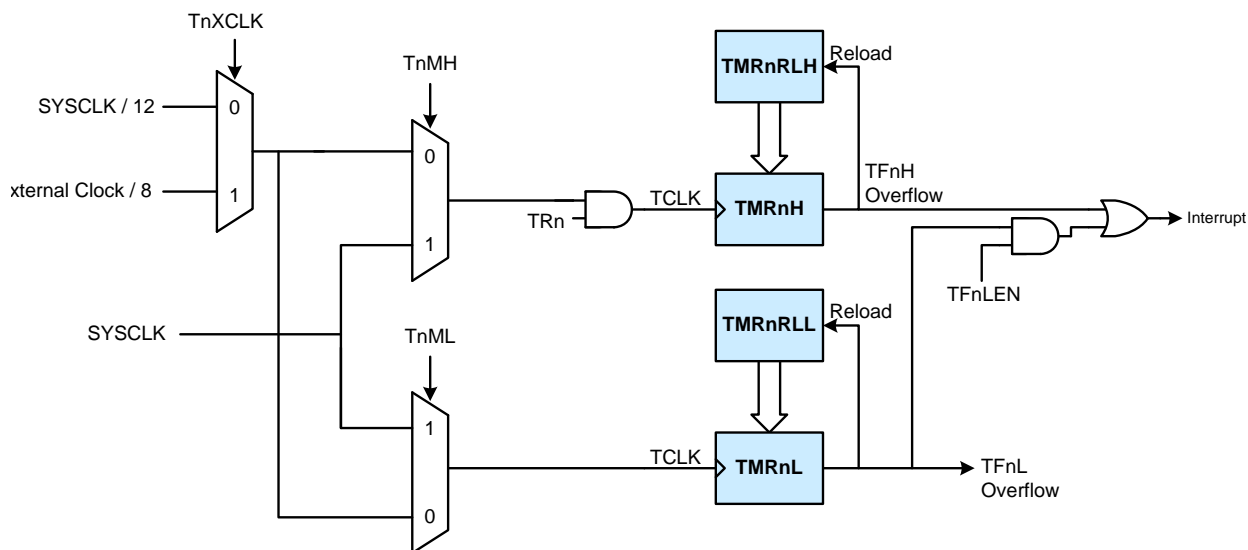 TnXCLK
SYSCLK / 12
0
xternal Clock / 8
1
TnMH
0
1
TRn
TCLK
TMRnRLH
Reload
TMRnH
TFnH
Overflow
Interrupt
TFnLEN
SYSCLK
TnML
1
0
TCLK
TMRnRLL
Reload
TMRnL
TFnL
Overflow